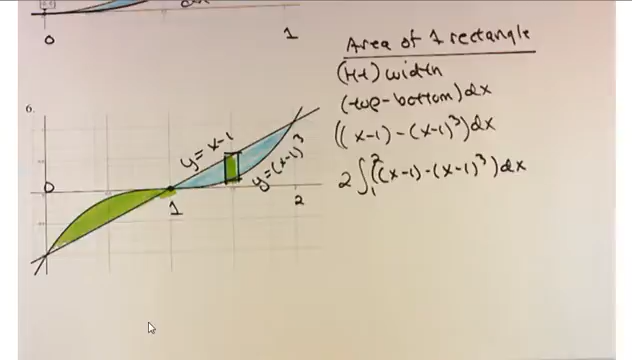 0
1
6.
0
y = x-1
y = (x-1)³
1
2
Area of 1 rectangle
(Ht) width
(top-bottom)dx
((x-1)-(x-1)³)dx
2∫₁²((x-1)-(x-1)³)dx